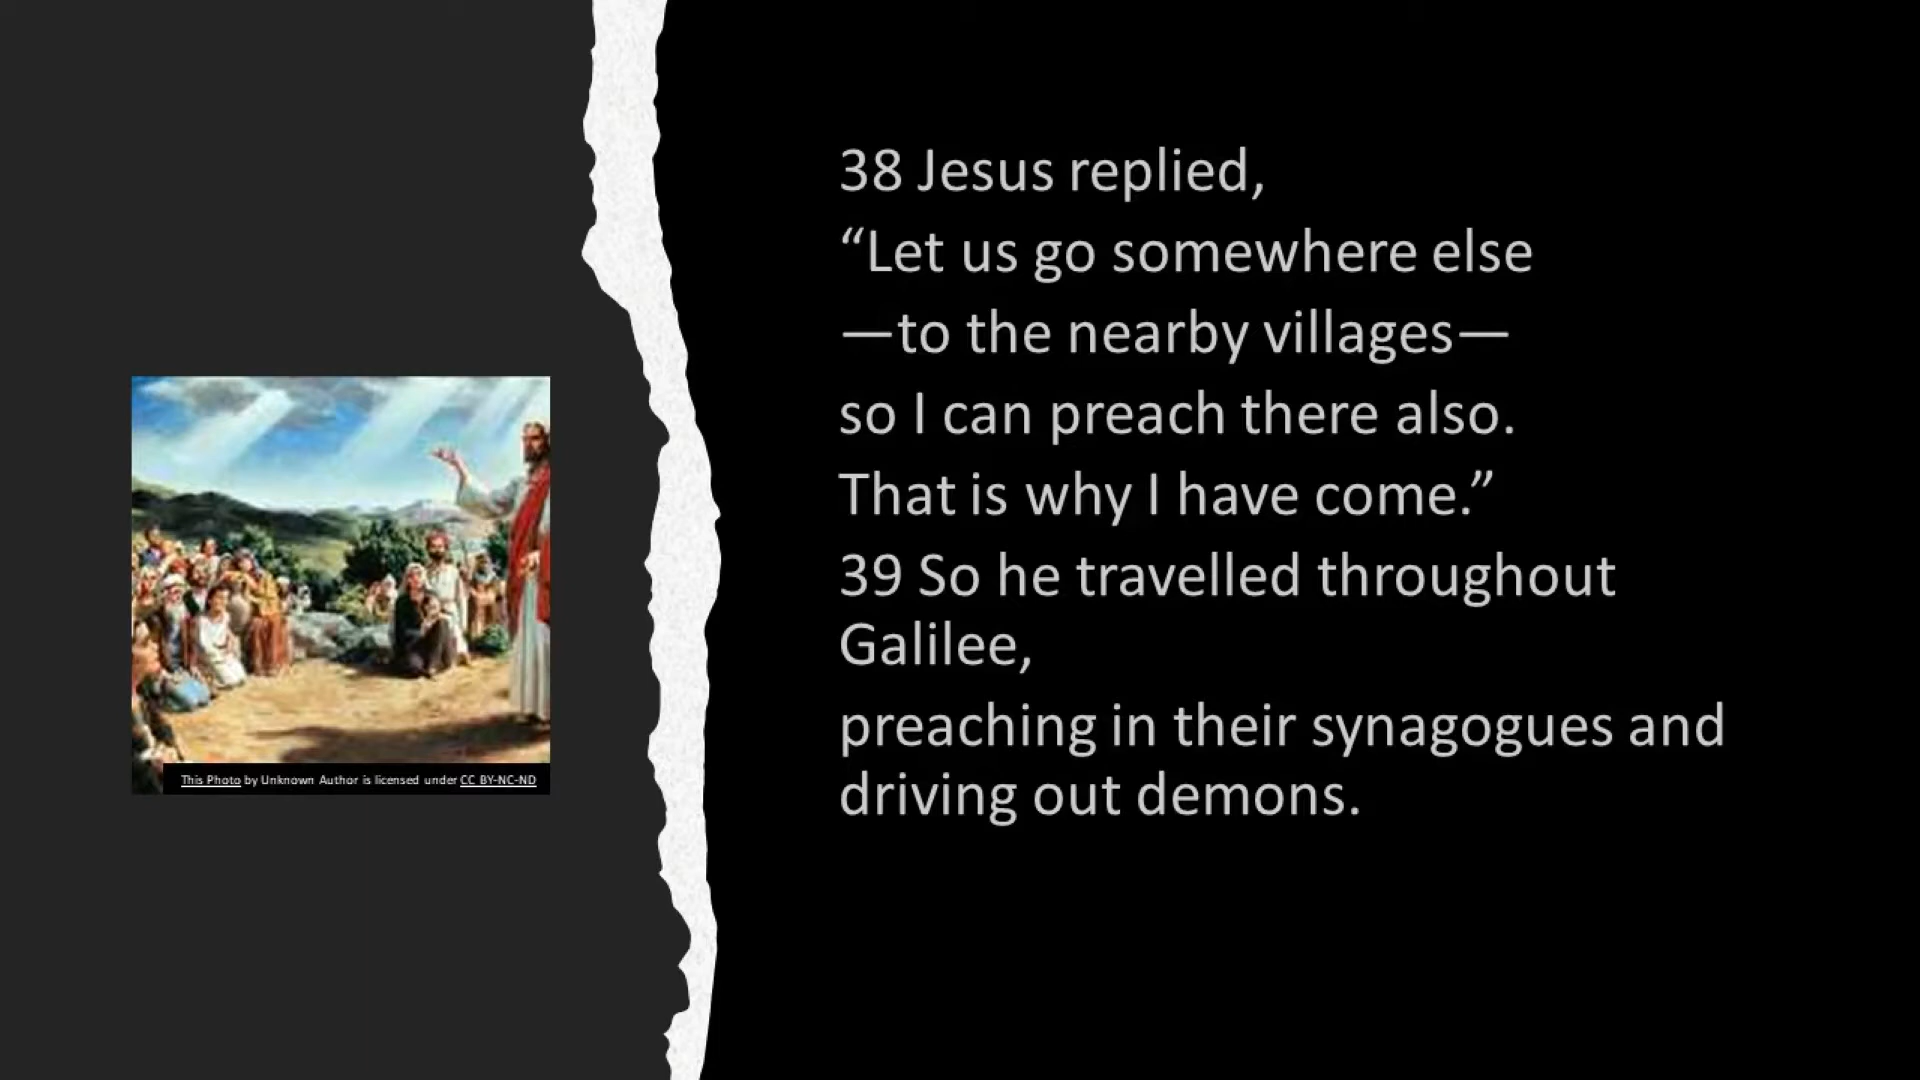 38 Jesus replied,
“Let us go somewhere else
—to the nearby villages—
so I can preach there also.
That is why I have come.”
39 So he travelled throughout
Galilee,
preaching in their synagogues and
driving out demons.
This Photo by Unknown Author is licensed under CC BY-NC-ND